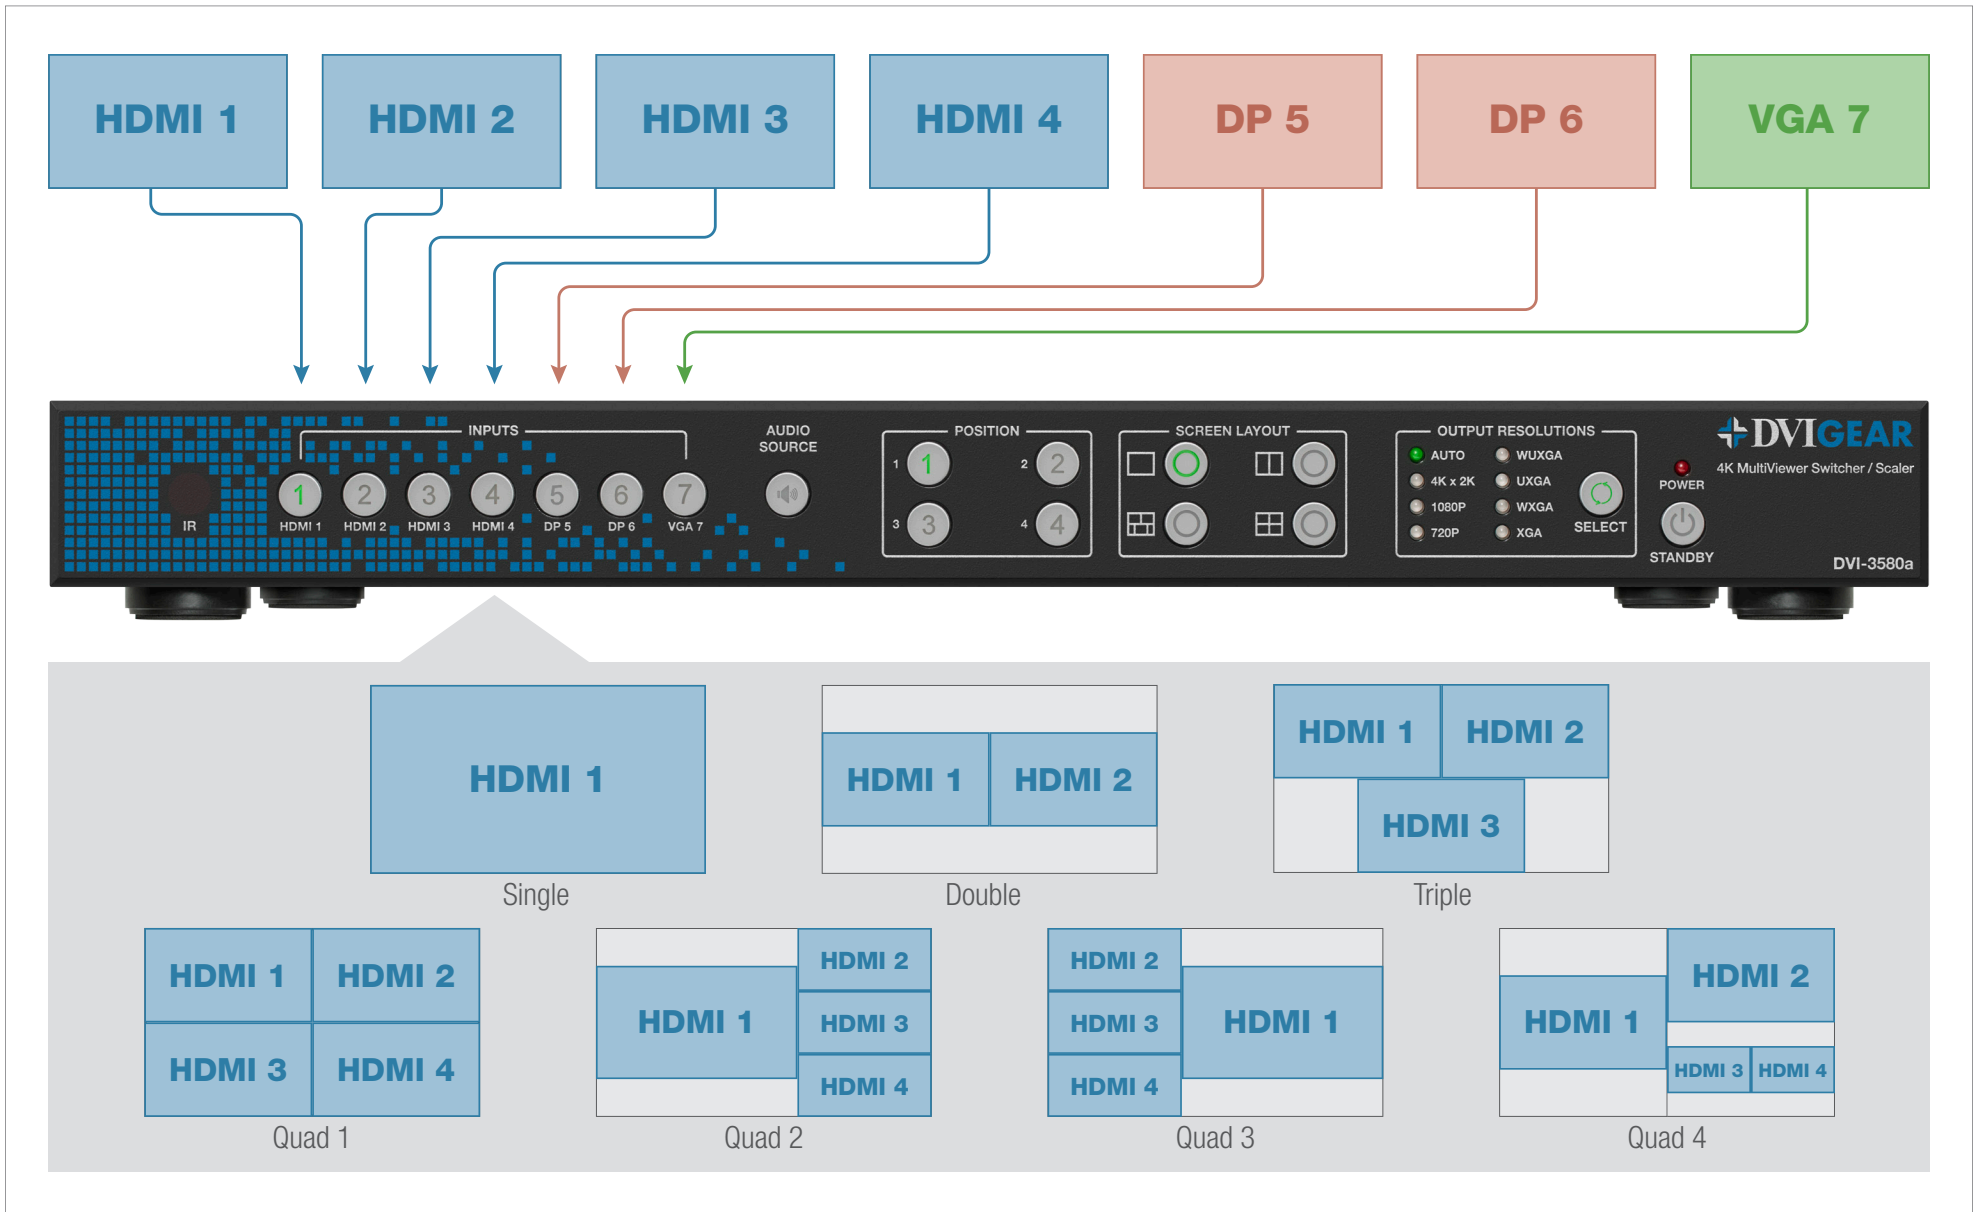 HDMI 1
HDMI 2
HDMI 3
HDMI 4
DP 5
DP 6
VGA 7
INPUTS
AUDIO
SOURCE
POSITION
SCREEN LAYOUT
OUTPUT RESOLUTIONS
DVIGEAR
4K MultiViewer Switcher / Scaler
IR
1
2
3
4
5
6
7
HDMI 1
HDMI 2
HDMI 3
HDMI 4
DP 5
DP 6
VGA 7
1 1
2 2
3 3
4 4
AUTO
WUXGA
4K x 2K
UXGA
1080P
WXGA
720P
XGA
SELECT
POWER
STANDBY
DVI-3580a
HDMI 1
Single
HDMI 1
HDMI 2
Double
HDMI 1
HDMI 2
HDMI 3
Triple
HDMI 1
HDMI 2
HDMI 3
HDMI 4
Quad 1
HDMI 1
HDMI 2
HDMI 3
HDMI 4
Quad 2
HDMI 2
HDMI 3
HDMI 4
HDMI 1
Quad 3
HDMI 1
HDMI 2
HDMI 3
HDMI 4
Quad 4